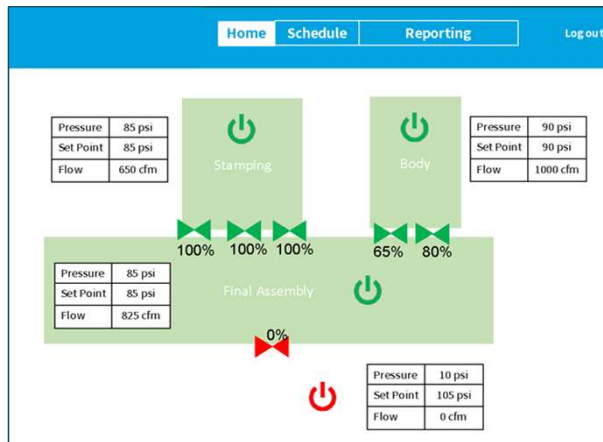 Home Schedule Reporting Logout
Pressure 85 psi
Set Point 85 psi
Flow 650 cfm
Stamping
Body
Pressure 90 psi
Set Point 90 psi
Flow 1000 cfm
100% 100% 100% 65% 80%
Pressure 85 psi
Set Point 85 psi
Flow 825 cfm
Final Assembly
0%
Pressure 10 psi
Set Point 105 psi
Flow 0 cfm